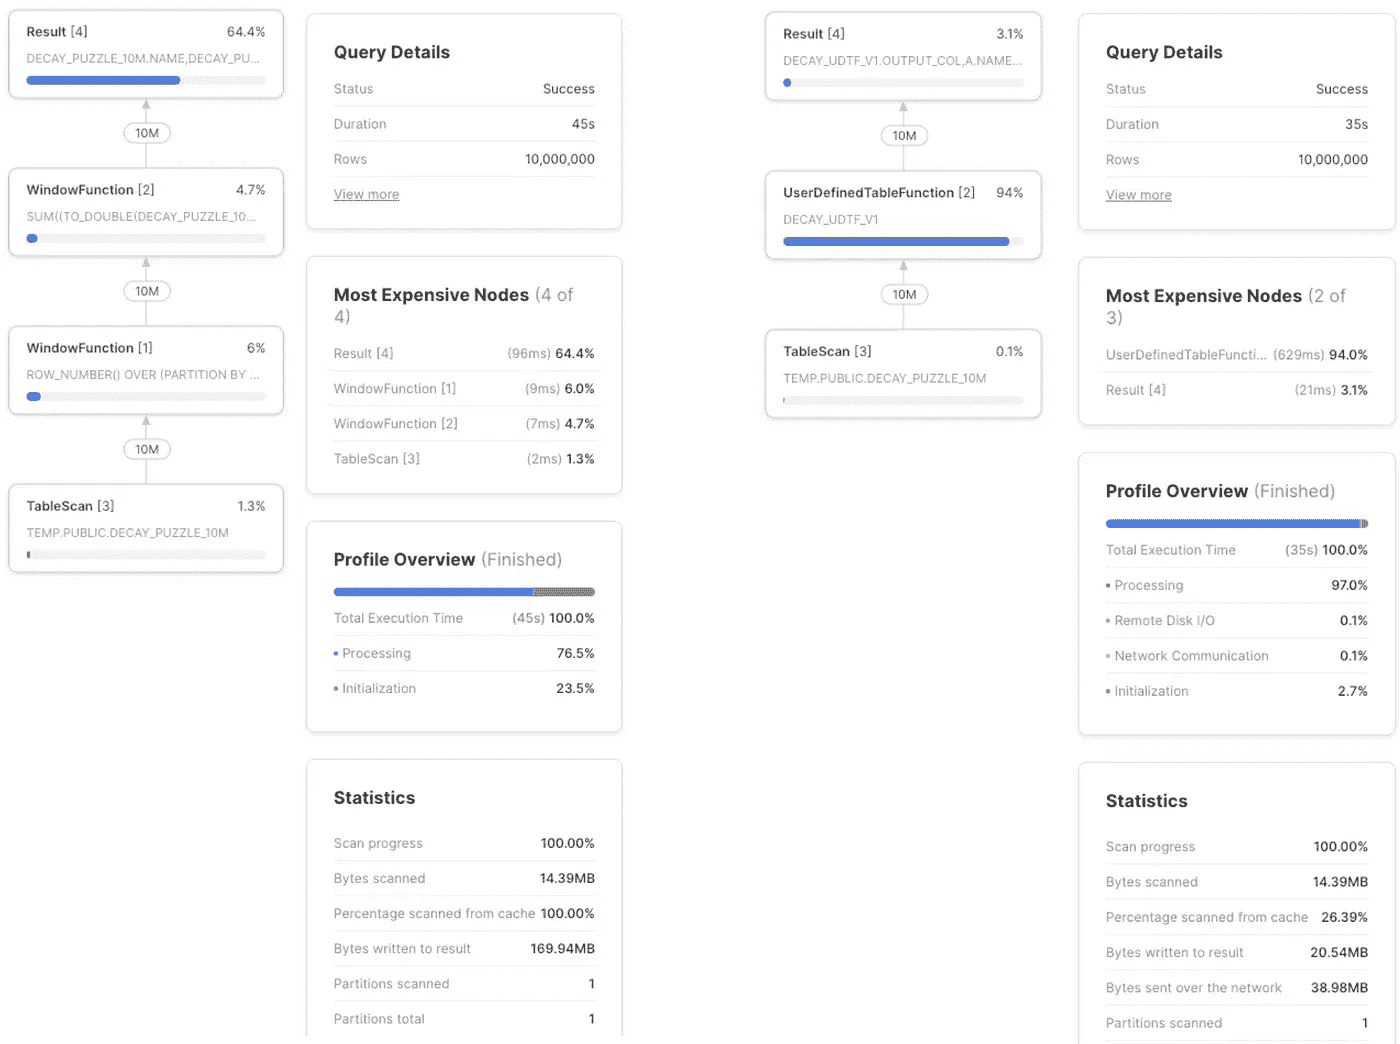 Result [4] 64.4%
DECAY_PUZZLE_10M.NAME,DECAY_PU...
10M
WindowFunction [2] 4.7%
SUM((TO_DOUBLE(DECAY_PUZZLE_10...
10M
WindowFunction [1] 6%
ROW_NUMBER() OVER (PARTITION BY ...
10M
TableScan [3] 1.3%
TEMP.PUBLIC.DECAY_PUZZLE_10M
Query Details
Status Success
Duration 45s
Rows 10,000,000
View more
Most Expensive Nodes (4 of
4)
Result [4] (96ms) 64.4%
WindowFunction [1] (9ms) 6.0%
WindowFunction [2] (7ms) 4.7%
TableScan [3] (2ms) 1.3%
Profile Overview (Finished)
Total Execution Time (45s) 100.0%
Processing 76.5%
Initialization 23.5%
Statistics
Scan progress 100.00%
Bytes scanned 14.39MB
Percentage scanned from cache 100.00%
Bytes written to result 169.94MB
Partitions scanned 1
Partitions total 1
Result [4] 3.1%
DECAY_UDTF_V1.OUTPUT_COL,A.NAME...
10M
UserDefinedTableFunction [2] 94%
DECAY_UDTF_V1
10M
TableScan [3] 0.1%
TEMP.PUBLIC.DECAY_PUZZLE_10M
Query Details
Status Success
Duration 35s
Rows 10,000,000
View more
Most Expensive Nodes (2 of
3)
UserDefinedTableFuncti... (629ms) 94.0%
Result [4] (21ms) 3.1%
Profile Overview (Finished)
Total Execution Time (35s) 100.0%
Processing 97.0%
Remote Disk I/O 0.1%
Network Communication 0.1%
Initialization 2.7%
Statistics
Scan progress 100.00%
Bytes scanned 14.39MB
Percentage scanned from cache 26.39%
Bytes written to result 20.54MB
Bytes sent over the network 38.98MB
Partitions scanned 1